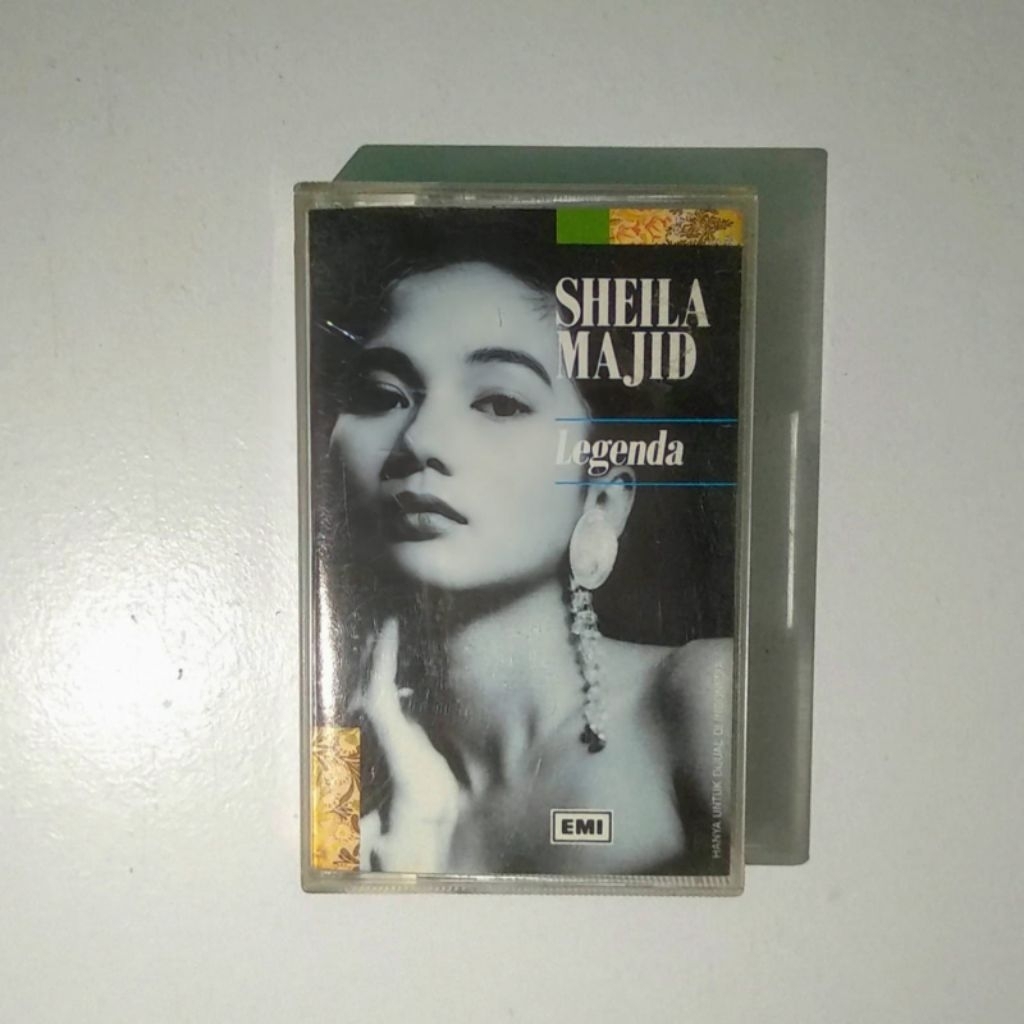 SHEILA
MAJID
Legenda
EMI
HANYA UNTUK DIJUAL DI INDONESIA